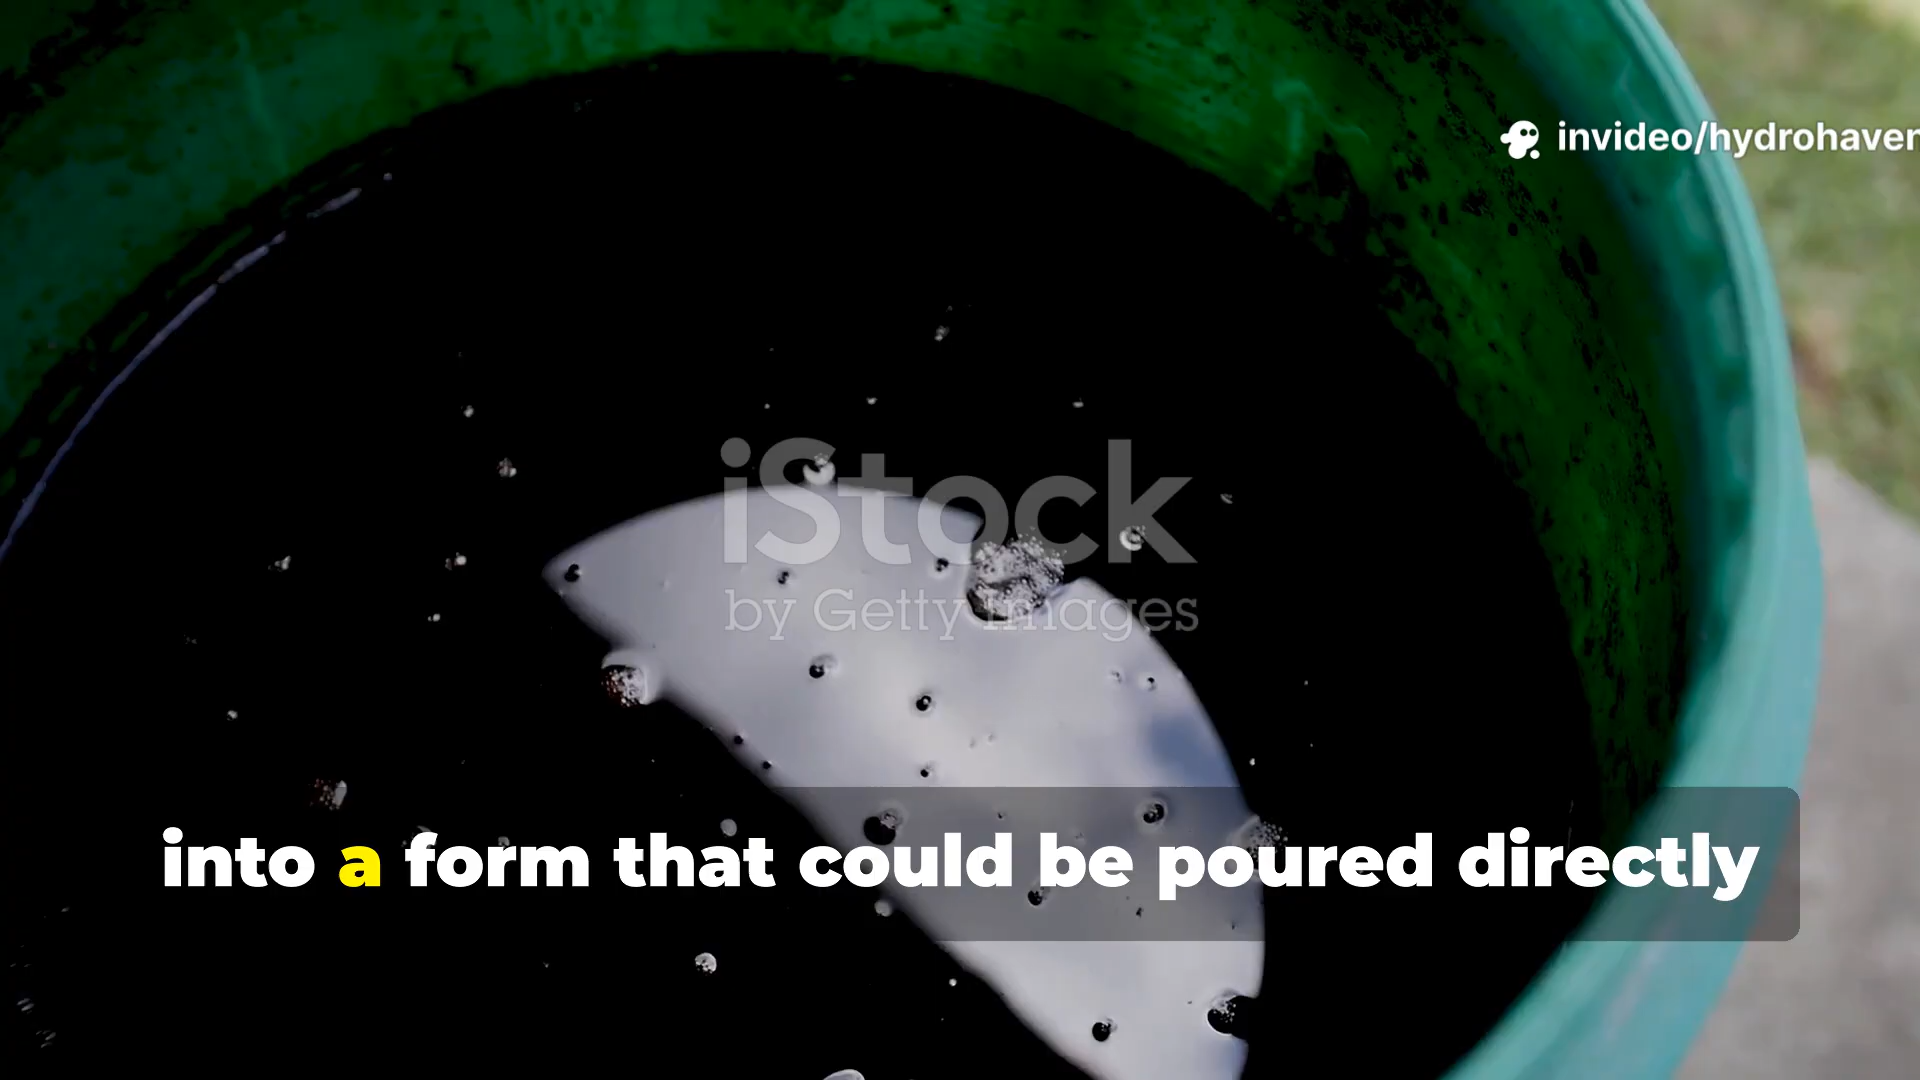 invideo/hydrohaven
iStock
by Getty Images
into a form that could be poured directly